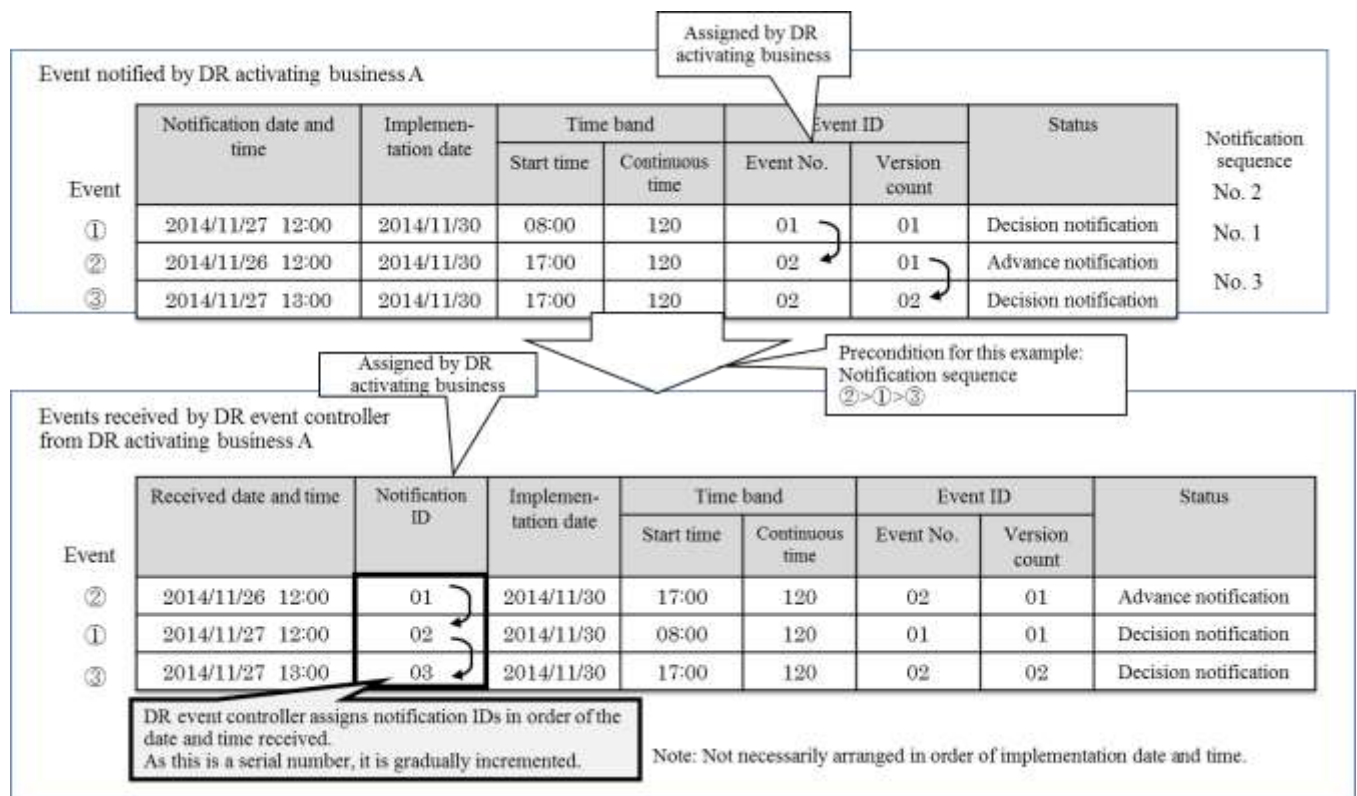 Assigned by DR
activating business
Event notified by DR activating business A
Event
Notification date and
time
Implemen-
tation date
Time band
Start time
Continuous
time
Event ID
Event No.
Version
count
Status
Notification
sequence
No. 2
① 2014/11/27 12:00 2014/11/30 08:00 120 01 01 Decision notification No. 1
② 2014/11/26 12:00 2014/11/30 17:00 120 02 01 Advance notification
③ 2014/11/27 13:00 2014/11/30 17:00 120 02 02 Decision notification No. 3
Assigned by DR
activating business
Precondition for this example:
Notification sequence
②>①>③
Events received by DR event controller
from DR activating business A
Event
Received date and time
Notification
ID
Implemen-
tation date
Time band
Start time
Continuous
time
Event ID
Event No.
Version
count
Status
② 2014/11/26 12:00 01 2014/11/30 17:00 120 02 01 Advance notification
① 2014/11/27 12:00 02 2014/11/30 08:00 120 01 01 Decision notification
③ 2014/11/27 13:00 03 2014/11/30 17:00 120 02 02 Decision notification
DR event controller assigns notification IDs in order of the
date and time received.
As this is a serial number, it is gradually incremented.
Note: Not necessarily arranged in order of implementation date and time.